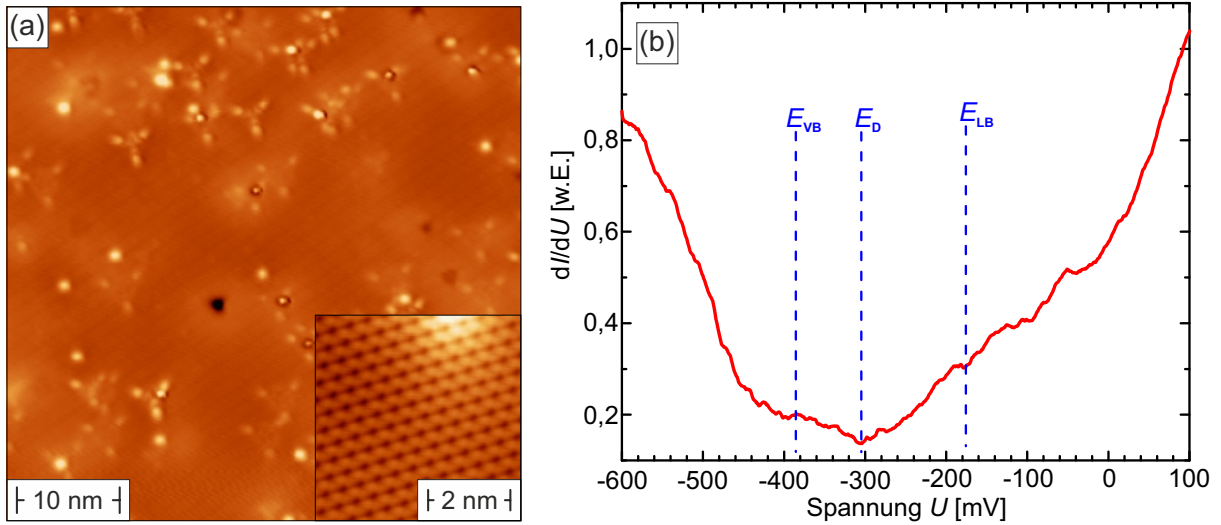 (a)
10 nm
2 nm
(b)
1,0
0,8
0,6
0,4
0,2
dI/dU [w.E.]
E_VB E_D E_LB
-600 -500 -400 -300 -200 -100 0 100
Spannung U [mV]